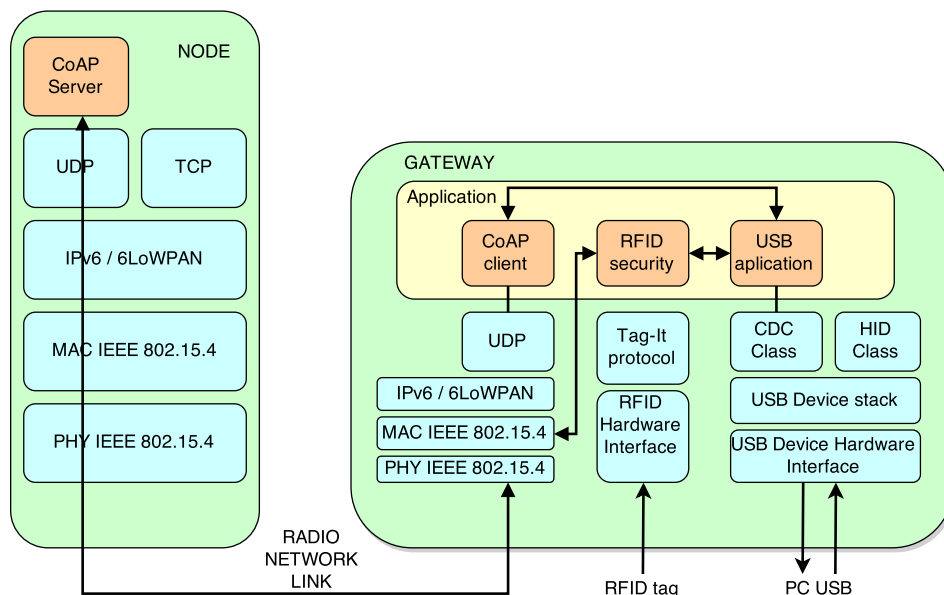 NODE
CoAP
Server
UDP
TCP
IPv6 / 6LoWPAN
MAC IEEE 802.15.4
PHY IEEE 802.15.4
RADIO
NETWORK
LINK
GATEWAY
Application
CoAP
client
RFID
security
USB
aplication
UDP
Tag-It
protocol
CDC
Class
HID
Class
IPv6 / 6LoWPAN
MAC IEEE 802.15.4
PHY IEEE 802.15.4
RFID
Hardware
Interface
USB Device stack
USB Device Hardware
Interface
RFID tag
PC USB